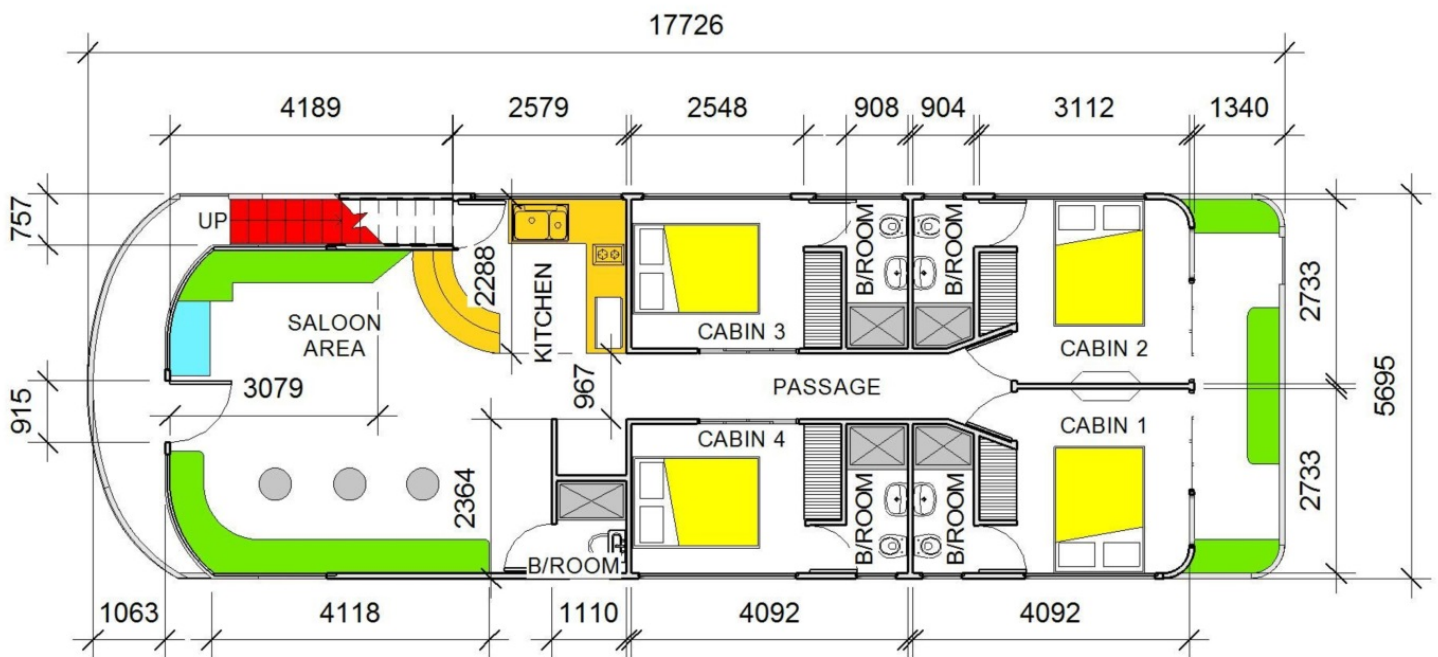 17726
4189
2579
2548
908
904
3112
1340
757
UP
2288
KITCHEN
B/ROOM
B/ROOM
2733
SALOON
AREA
CABIN 3
CABIN 2
915
3079
967
PASSAGE
5695
CABIN 4
CABIN 1
2364
B/ROOM
B/ROOM
B/ROOM
2733
1063
4118
1110
4092
4092